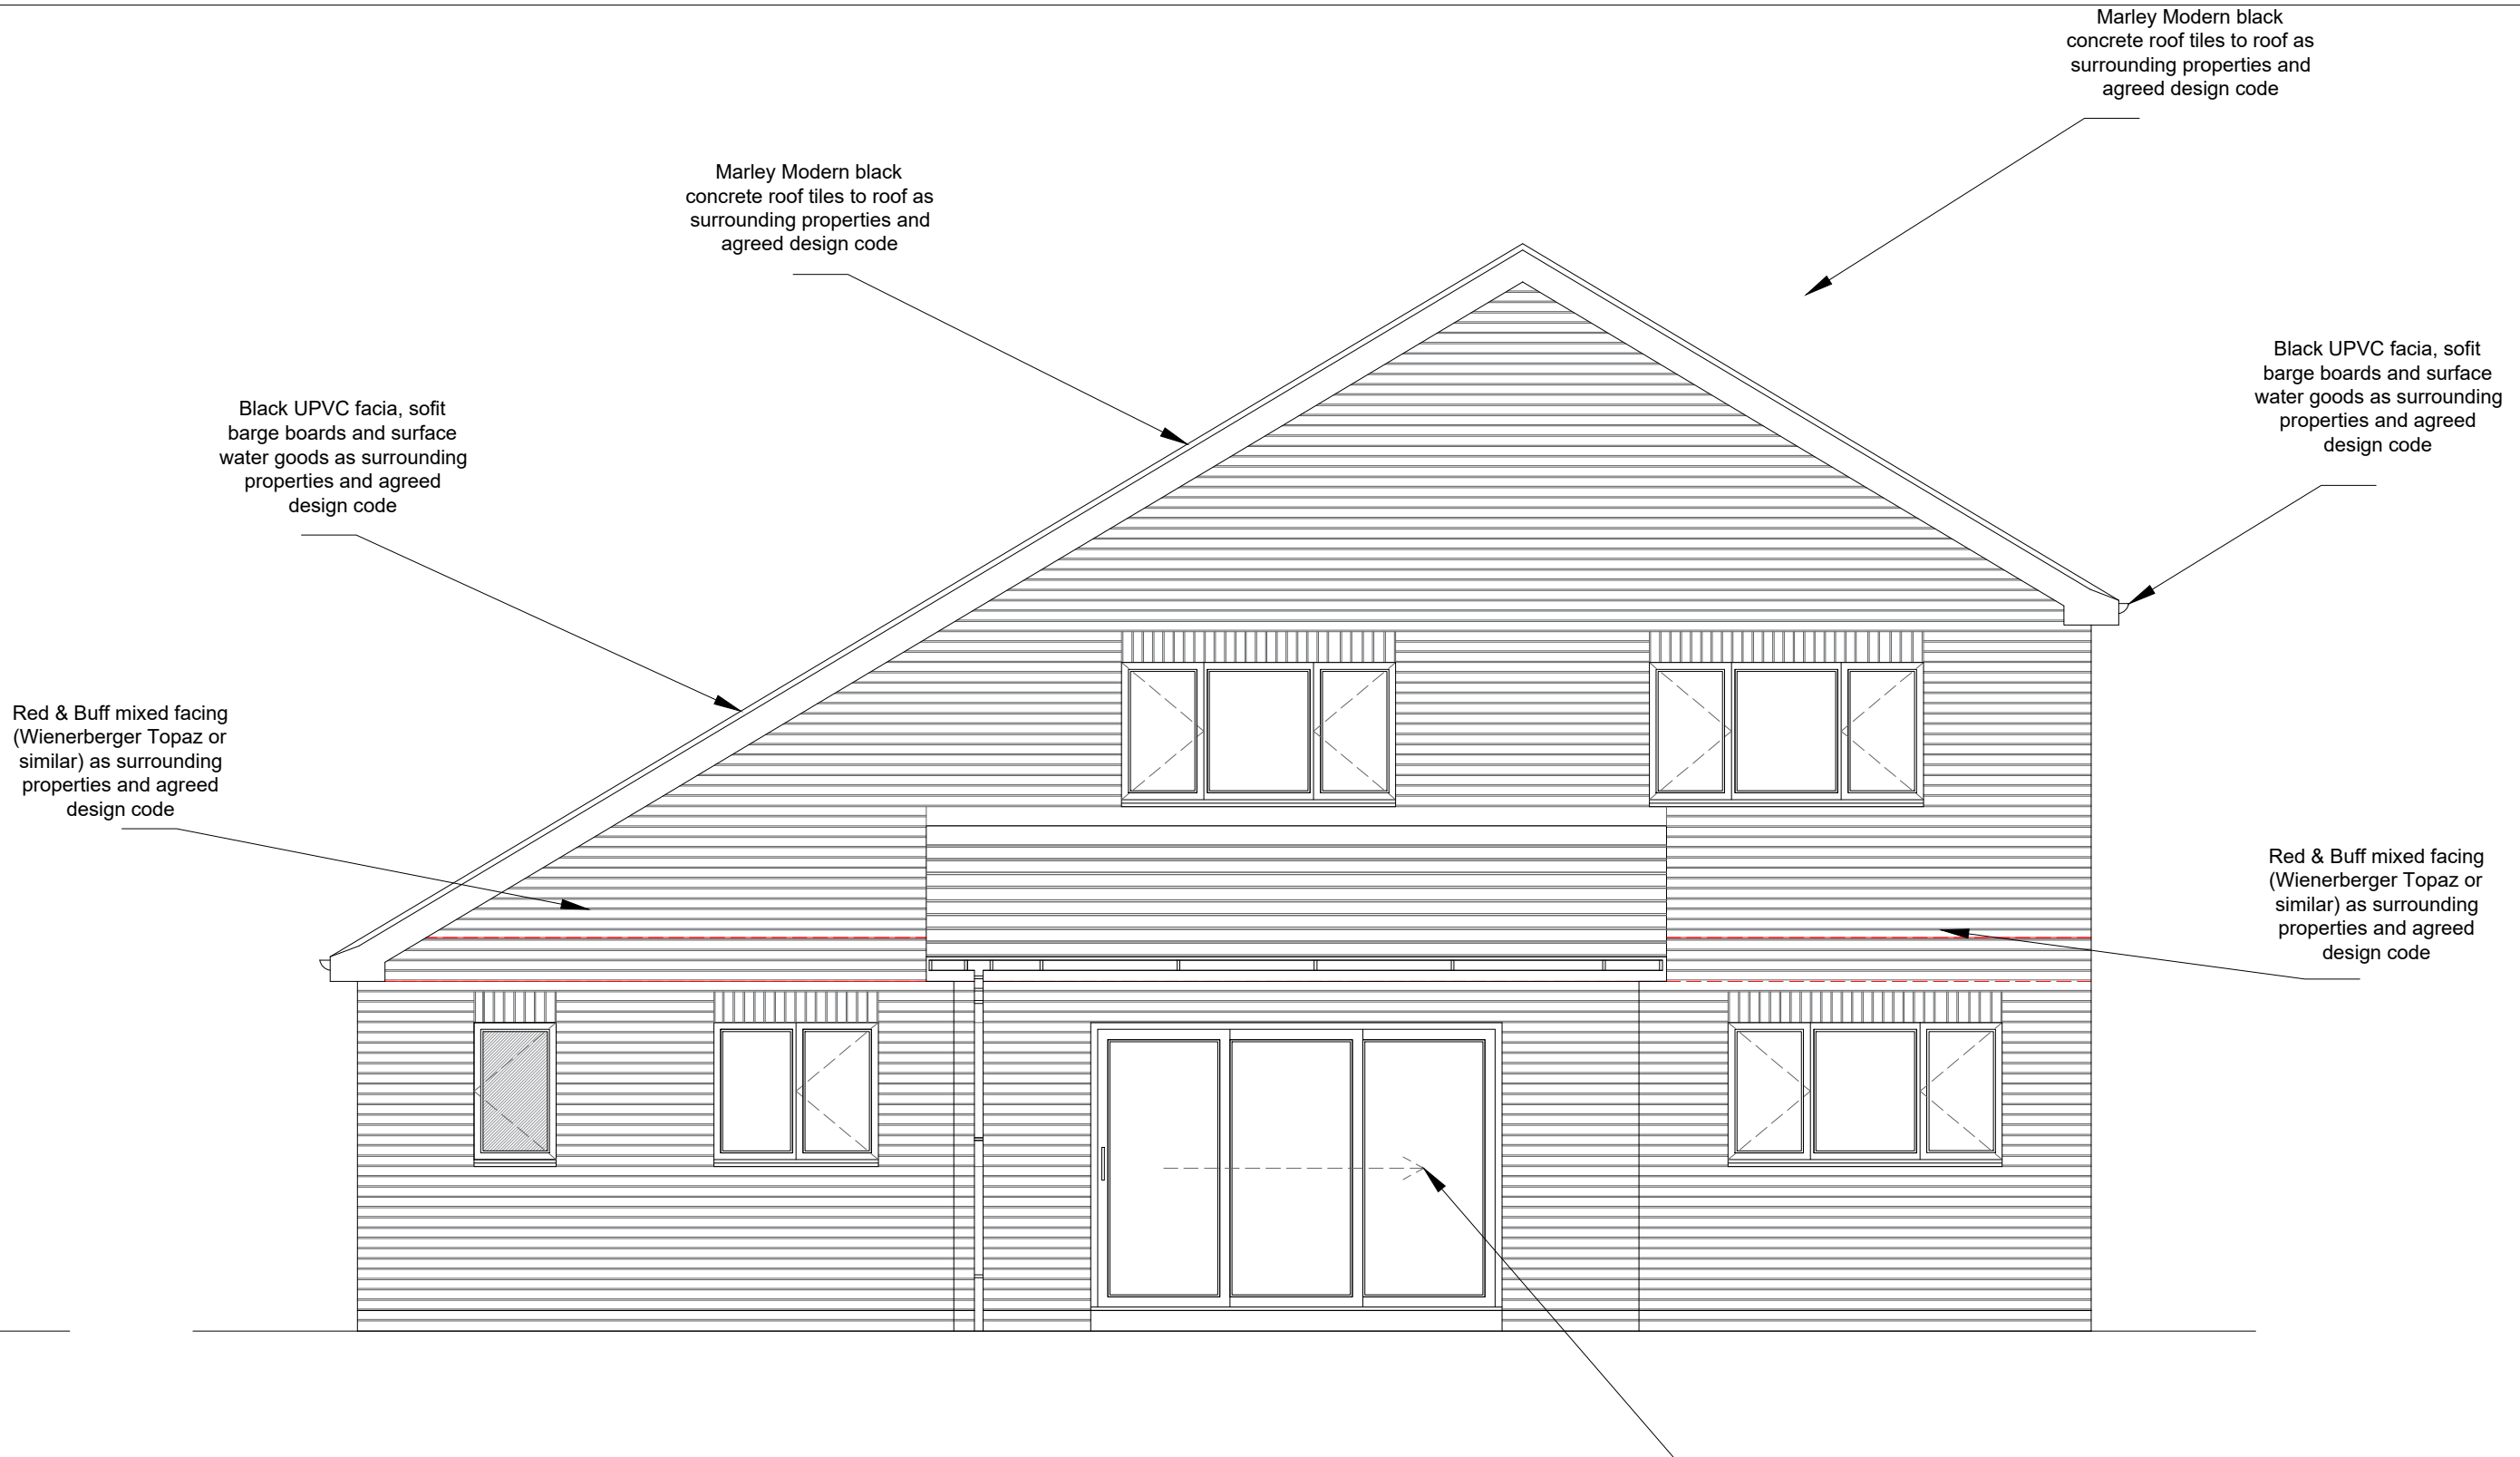 Marley Modern black
concrete roof tiles to roof as
surrounding properties and
agreed design code
Marley Modern black
concrete roof tiles to roof as
surrounding properties and
agreed design code
Black UPVC facia, sofit
barge boards and surface
water goods as surrounding
properties and agreed
design code
Black UPVC facia, sofit
barge boards and surface
water goods as surrounding
properties and agreed
design code
Red & Buff mixed facing
(Wienerberger Topaz or
similar) as surrounding
properties and agreed
design code
Red & Buff mixed facing
(Wienerberger Topaz or
similar) as surrounding
properties and agreed
design code